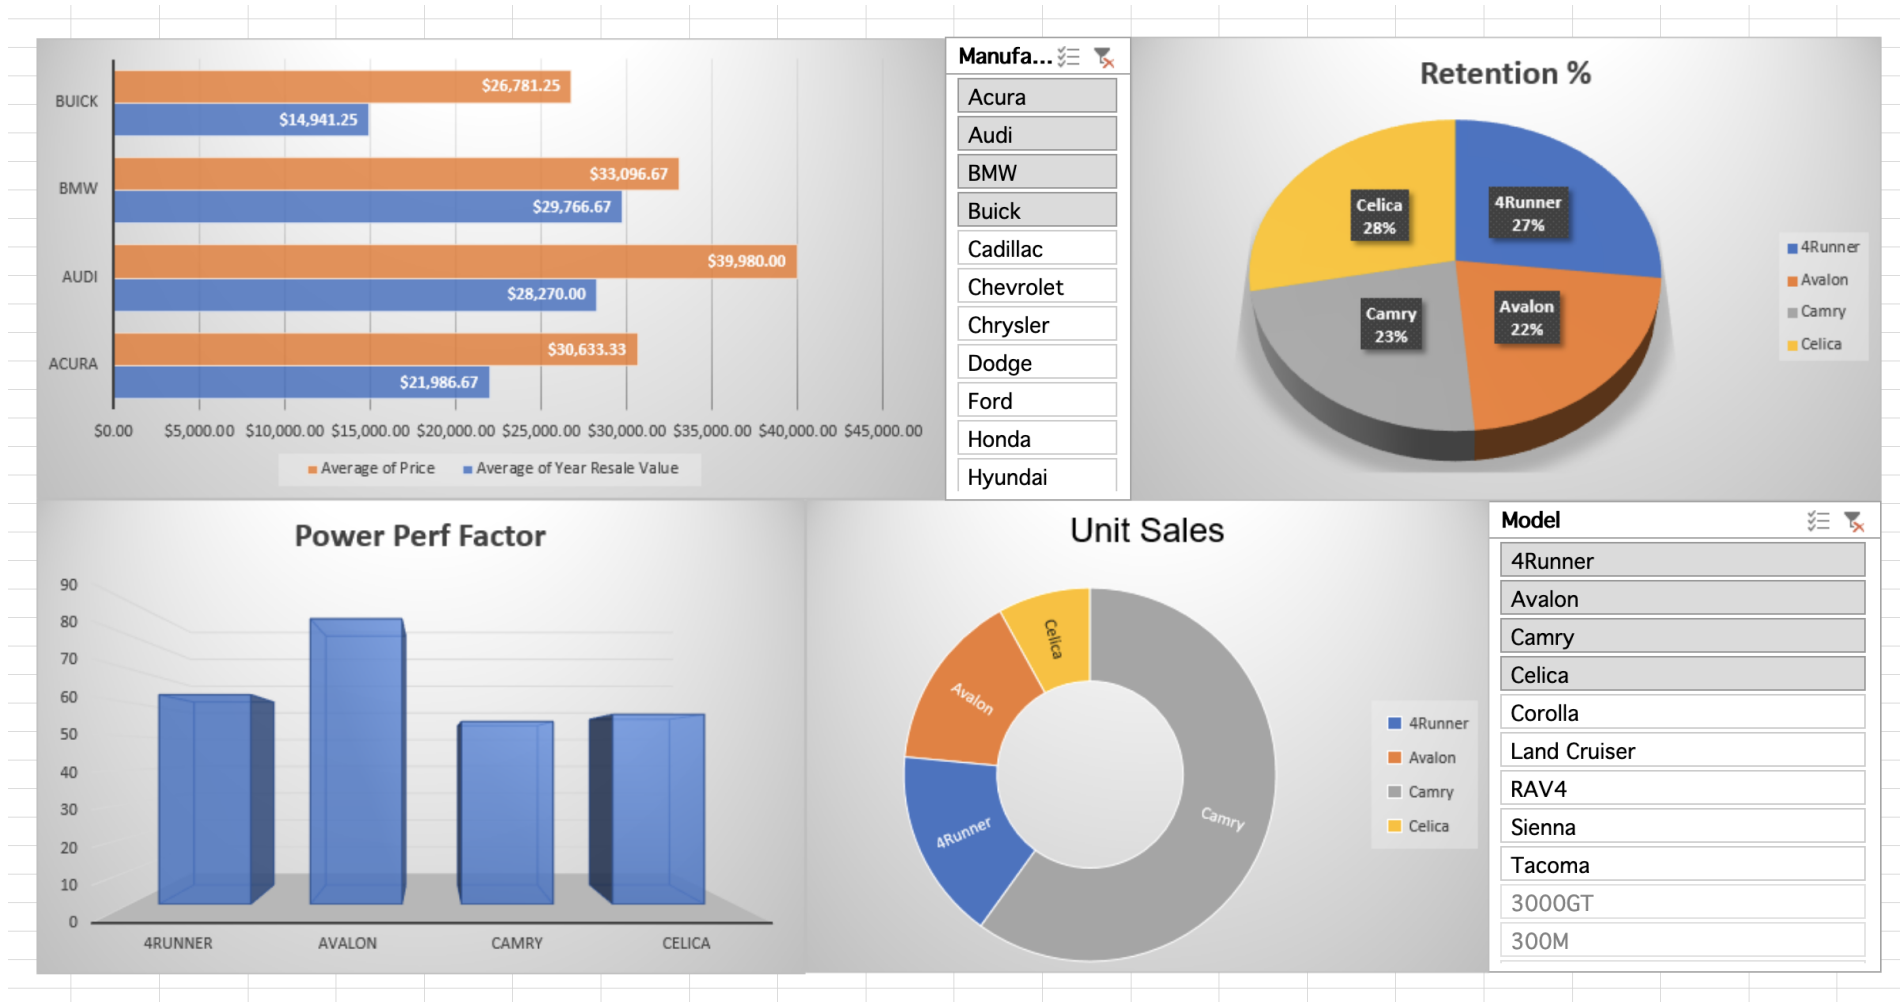 BUICK
$26,781.25
$14,941.25
BMW
$33,096.67
$29,766.67
AUDI
$39,980.00
$28,270.00
ACURA
$30,633.33
$21,986.67
$0.00 $5,000.00 $10,000.00 $15,000.00 $20,000.00 $25,000.00 $30,000.00 $35,000.00 $40,000.00 $45,000.00
Average of Price Average of Year Resale Value
Manufa...
Acura
Audi
BMW
Buick
Cadillac
Chevrolet
Chrysler
Dodge
Ford
Honda
Hyundai
Retention %
Celica
28%
4Runner
27%
Camry
23%
Avalon
22%
4Runner
Avalon
Camry
Celica
Power Perf Factor
90
80
70
60
50
40
30
20
10
0
4RUNNER AVALON CAMRY CELICA
Unit Sales
Celica
Avalon
4Runner
Camry
4Runner
Avalon
Camry
Celica
Model
4Runner
Avalon
Camry
Celica
Corolla
Land Cruiser
RAV4
Sienna
Tacoma
3000GT
300M